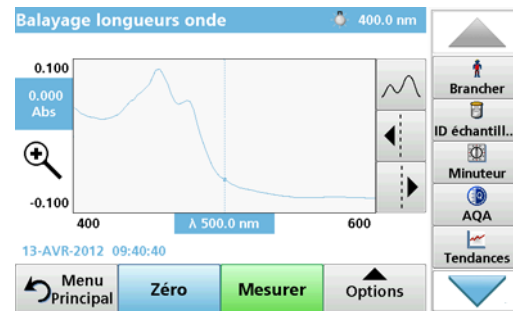 Balayage longueurs onde
400.0 nm
0.100
0.000
Abs
-0.100
400
λ 500.0 nm
600
13-AVR-2012 09:40:40
Menu
Principal
Zéro
Mesurer
Options
Brancher
ID échantill..
Minuteur
AQA
Tendances